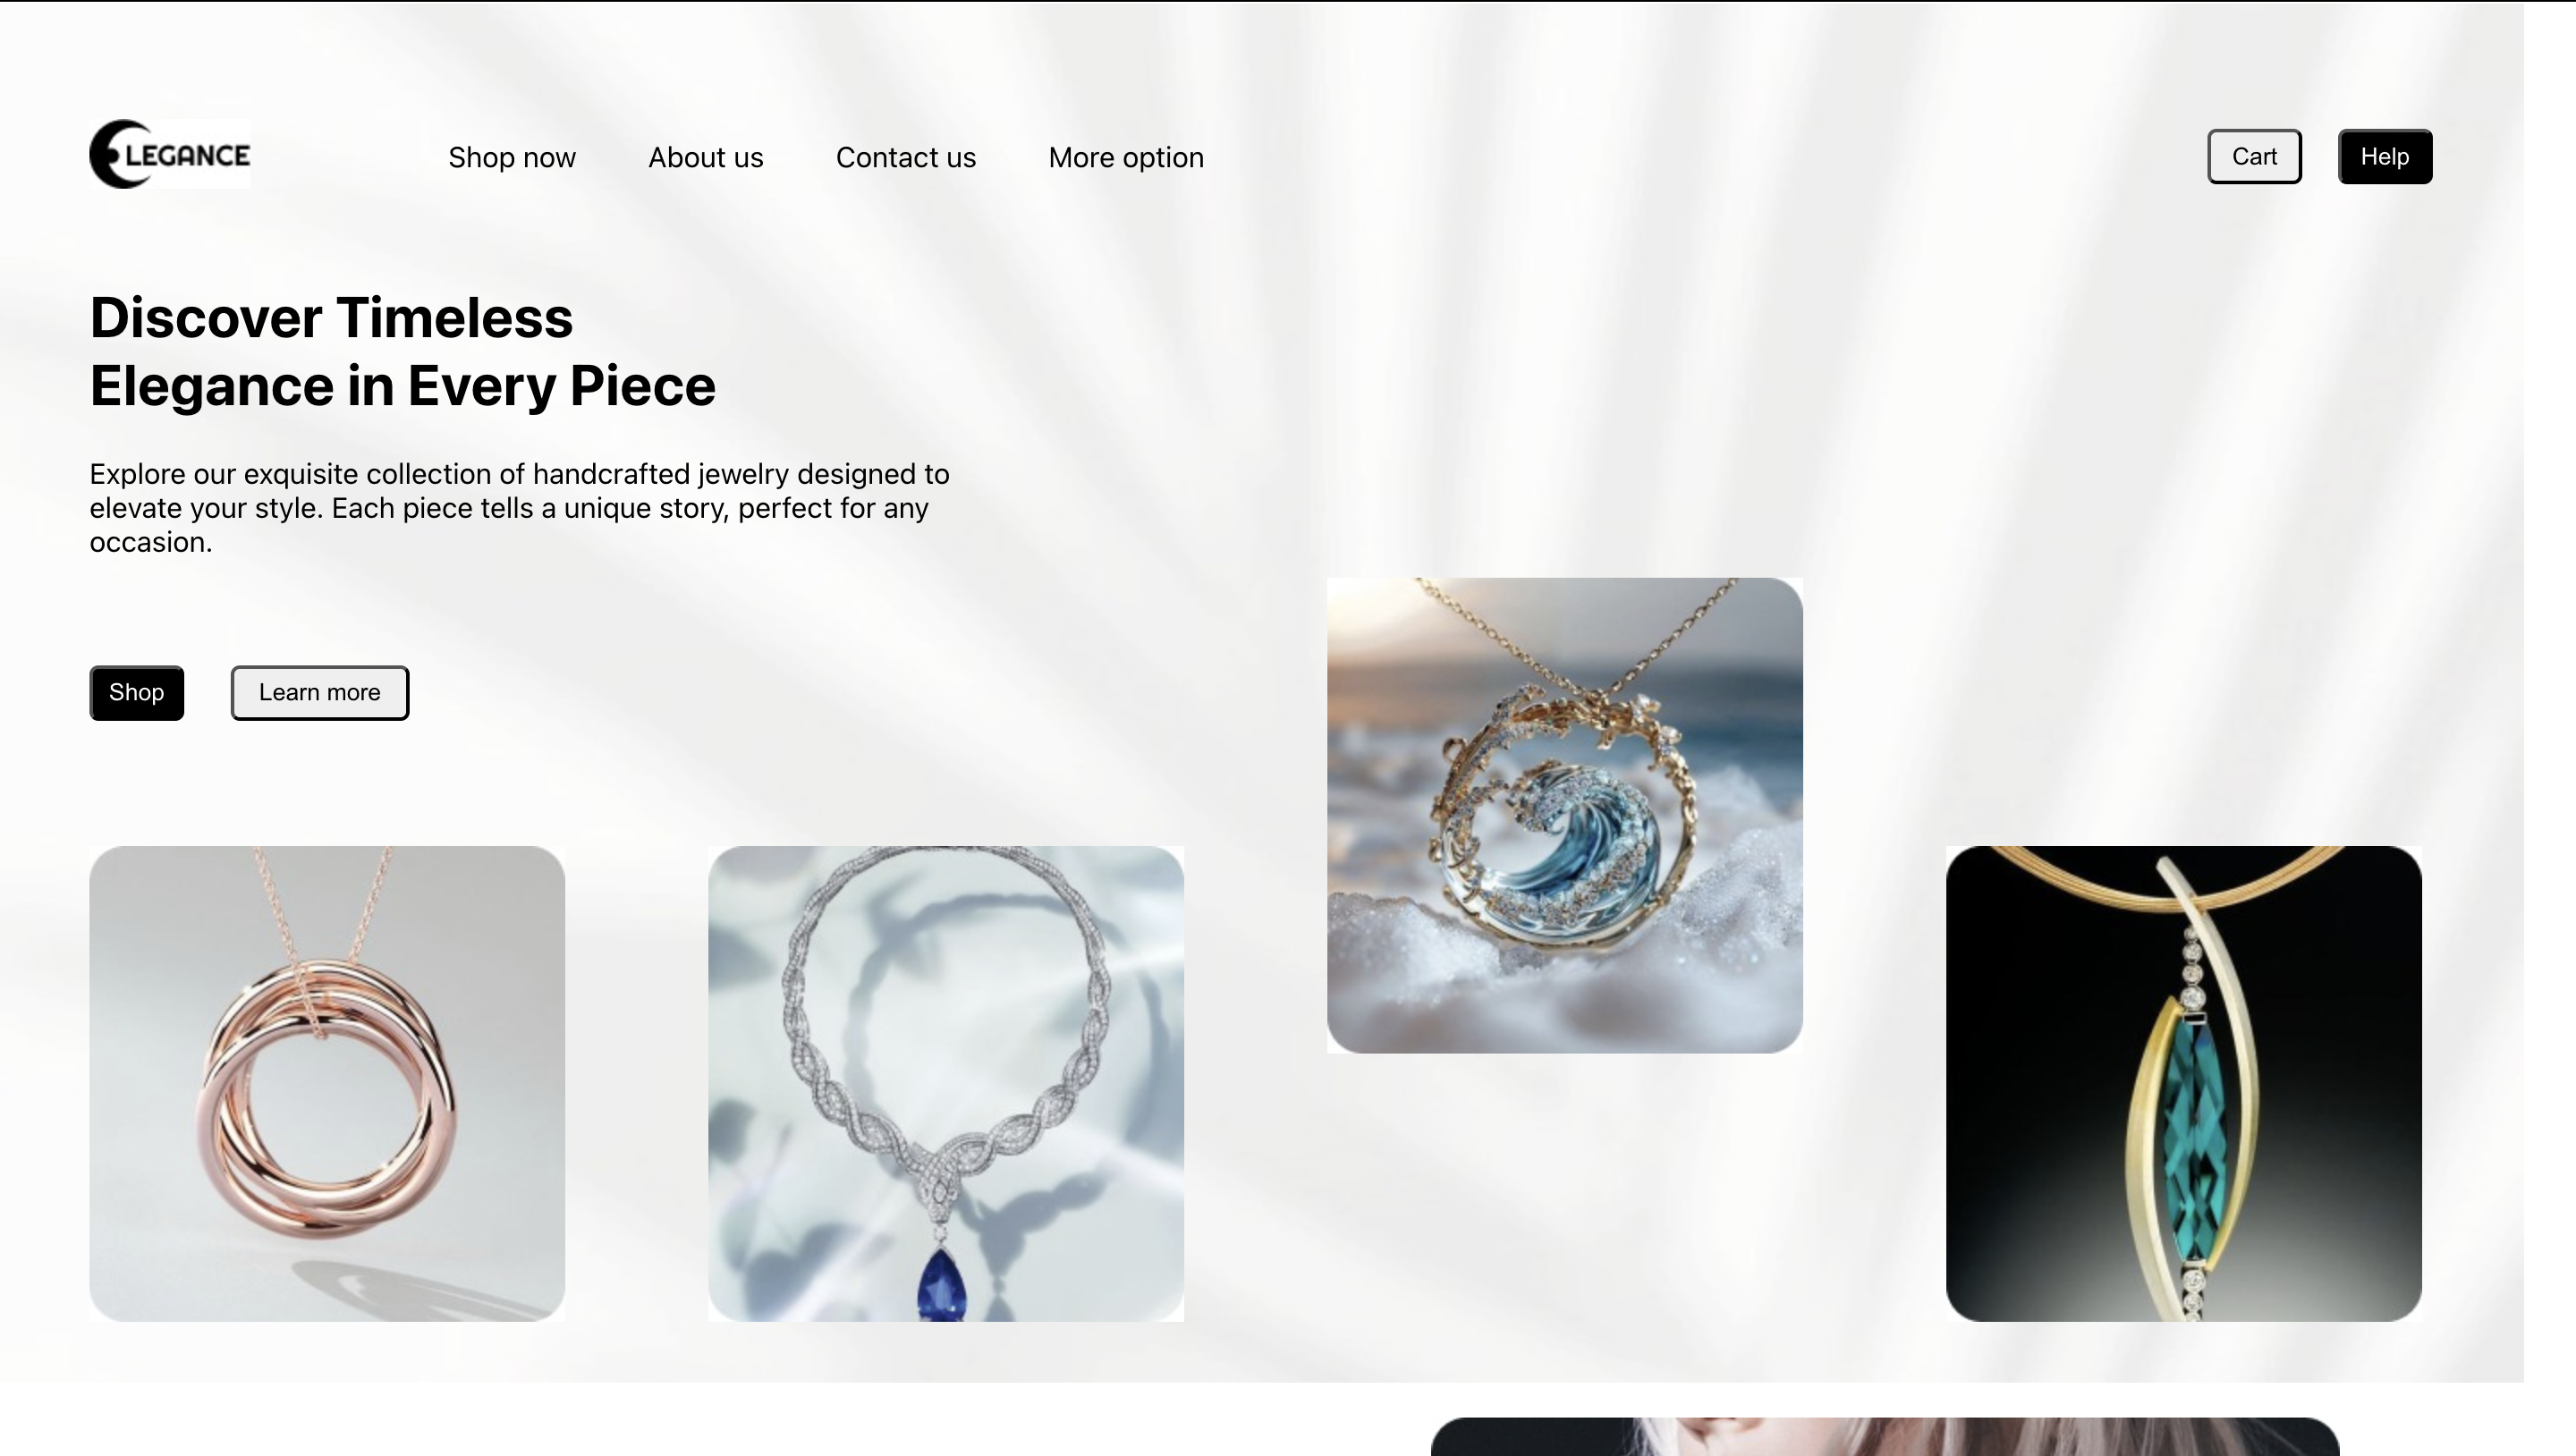 ELEGANCE
Shop now
About us
Contact us
More option
Cart
Help
Discover Timeless
Elegance in Every Piece
Explore our exquisite collection of handcrafted jewelry designed to
elevate your style. Each piece tells a unique story, perfect for any
occasion.
Shop
Learn more